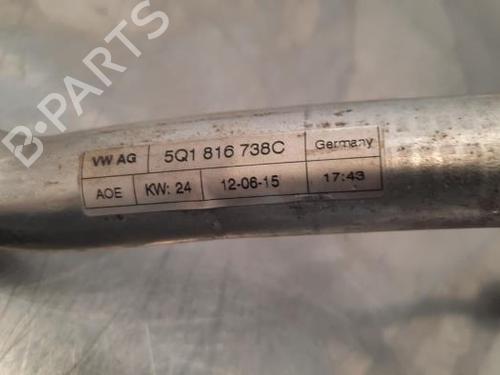 B-PARTS
VW AG 5Q1 816 738C Germany
AOE KW: 24 12-06-15 17:43